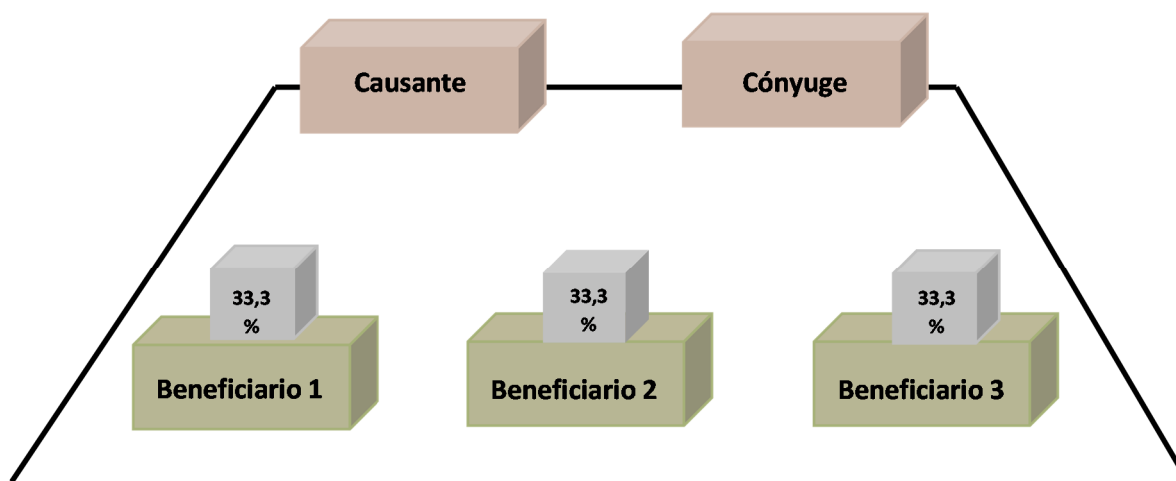 Causante
Cónyuge
33,3
%
33,3
%
33,3
%
Beneficiario 1
Beneficiario 2
Beneficiario 3